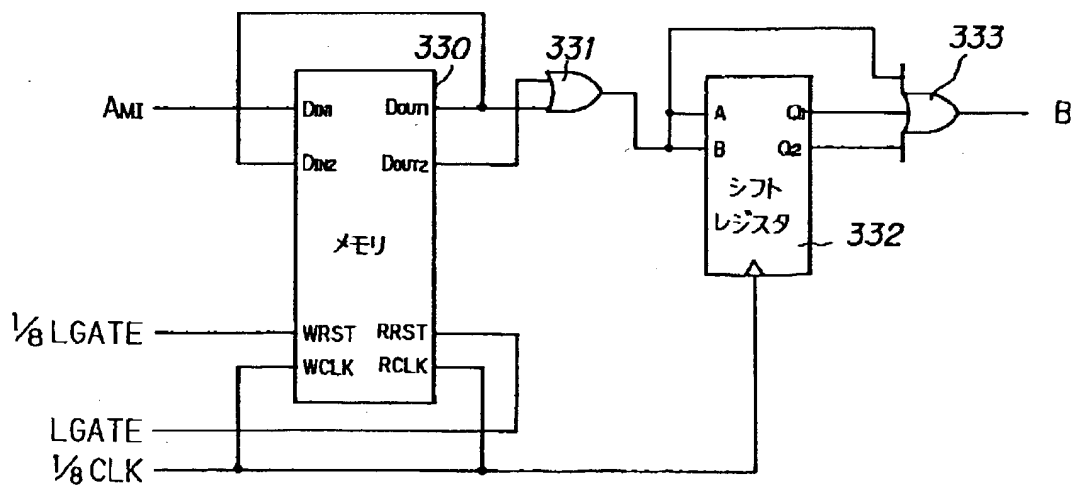 330
331
333
AMI
DIN1
DOUT1
DIN2
DOUT2
メモリ
A
Q1
B
Q2
シフト
レジスタ
332
B
1/8 LGATE
WRST
RRST
WCLK
RCLK
LGATE
1/8 CLK